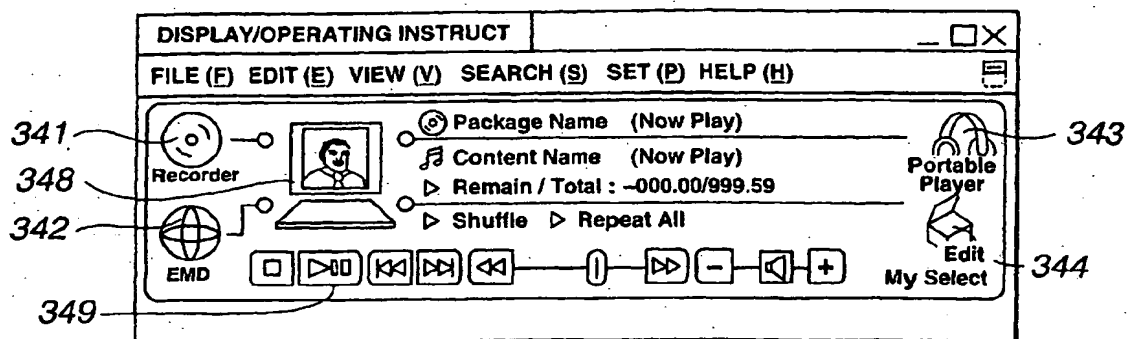 DISPLAY/OPERATING INSTRUCT
FILE (F) EDIT (E) VIEW (V) SEARCH (S) SET (P) HELP (H)
341
Recorder
348
342
EMD
349
Package Name (Now Play)
Content Name (Now Play)
Remain / Total : –000.00/999.59
Shuffle Repeat All
343
Portable
Player
Edit
My Select
344